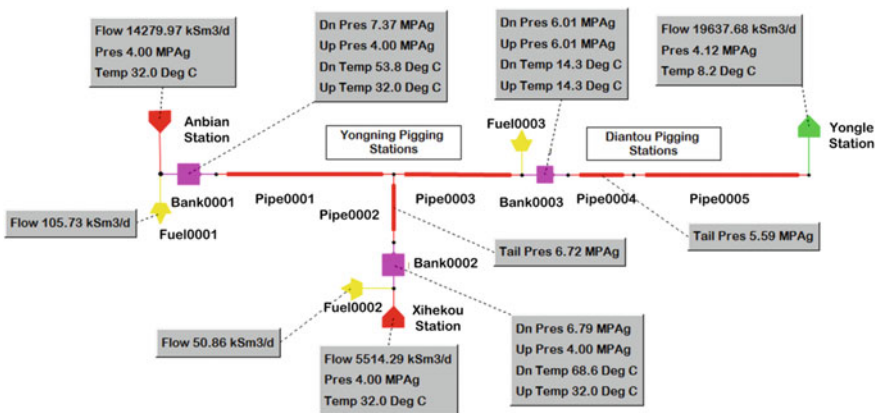 Flow 14279.97 kSm3/d
Pres 4.00 MPAg
Temp 32.0 Deg C
Dn Pres 7.37 MPAg
Up Pres 4.00 MPAg
Dn Temp 53.8 Deg C
Up Temp 32.0 Deg C
Dn Pres 6.01 MPAg
Up Pres 6.01 MPAg
Dn Temp 14.3 Deg C
Up Temp 14.3 Deg C
Flow 19637.68 kSm3/d
Pres 4.12 MPAg
Temp 8.2 Deg C
Anbian
Station
Yongning Pigging
Stations
Fuel0003
Diantou Pigging
Stations
Yongle
Station
Bank0001
Pipe0001
Pipe0002
Pipe0003
Bank0003
Pipe0004
Pipe0005
Flow 105.73 kSm3/d
Fuel0001
Tail Pres 6.72 MPAg
Tail Pres 5.59 MPAg
Bank0002
Fuel0002
Xihekou
Station
Flow 50.86 kSm3/d
Flow 5514.29 kSm3/d
Pres 4.00 MPAg
Temp 32.0 Deg C
Dn Pres 6.79 MPAg
Up Pres 4.00 MPAg
Dn Temp 68.6 Deg C
Up Temp 32.0 Deg C